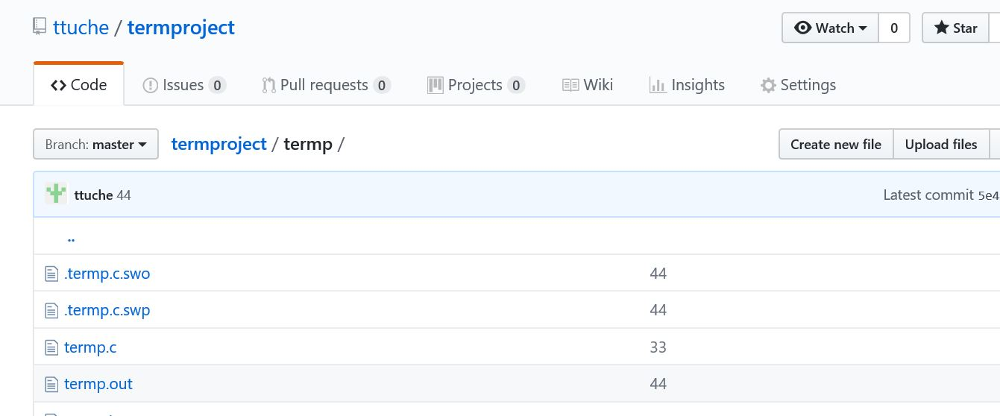 ttuche / termproject
Watch 0 Star
Code Issues 0 Pull requests 0 Projects 0 Wiki Insights Settings
Branch: master termproject / termp / Create new file Upload files
ttuche 44 Latest commit 5e4
..
.termp.c.swo 44
.termp.c.swp 44
termp.c 33
termp.out 44